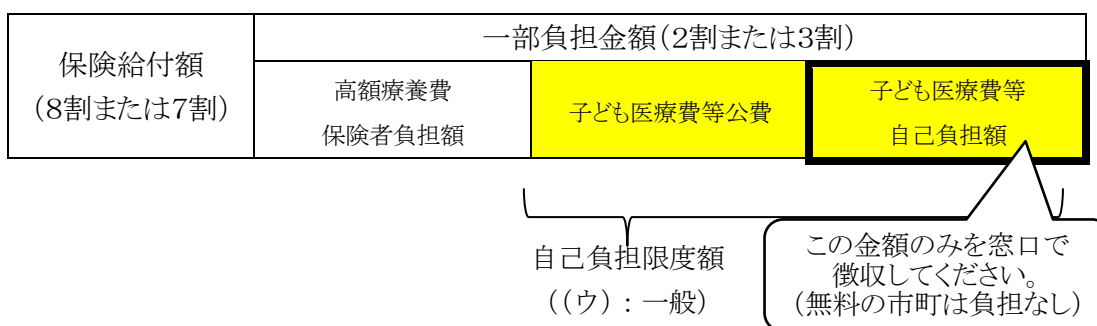 保険給付額
(8割または7割)
一部負担金額(2割または3割)
高額療養費
保険者負担額
子ども医療費等公費
子ども医療費等
自己負担額
自己負担限度額
((ウ):一般)
この金額のみを窓口で
徴収してください。
(無料の市町は負担なし)